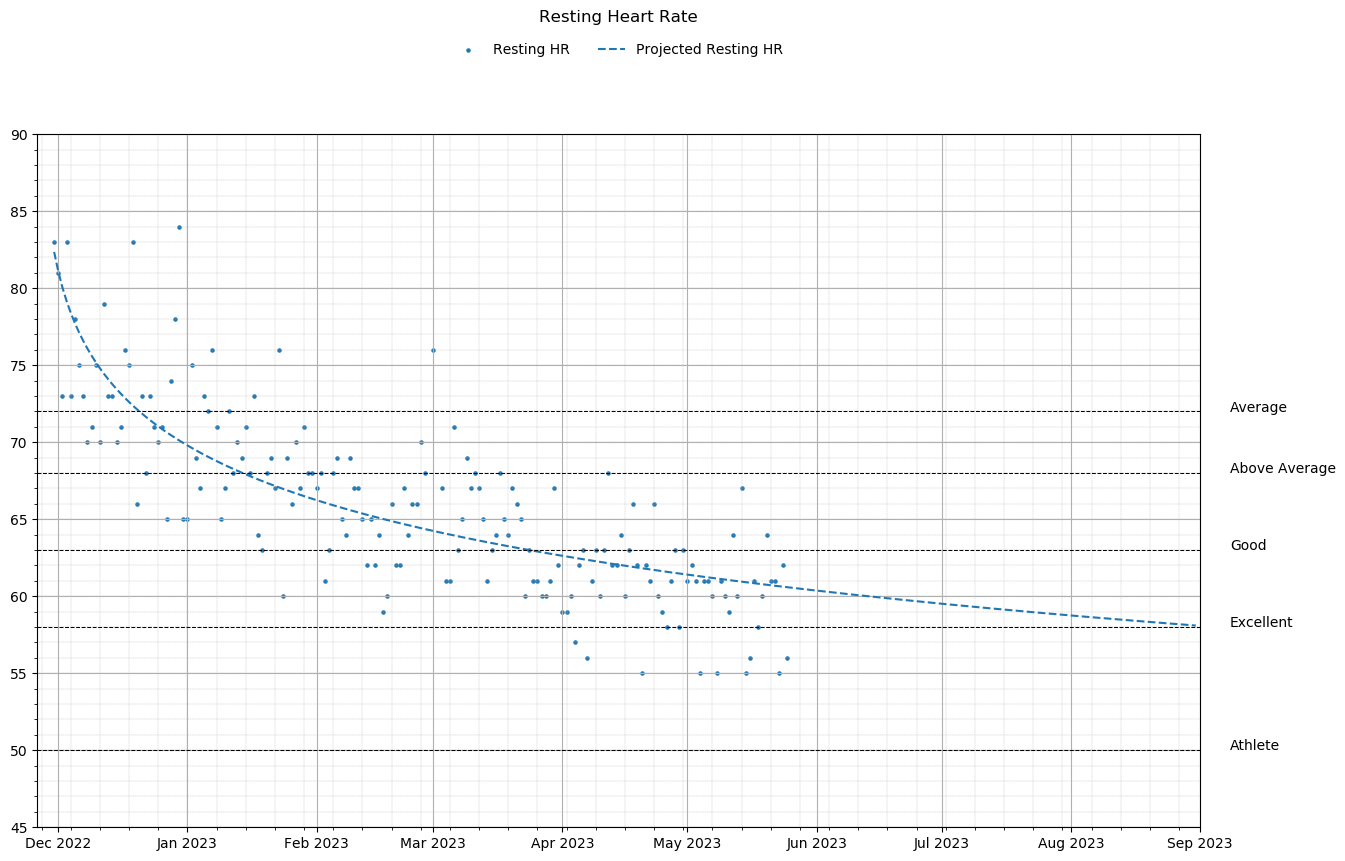 Resting Heart Rate
Resting HR
Projected Resting HR
90
85
80
75
70
65
60
55
50
45
Average
Above Average
Good
Excellent
Athlete
Dec 2022
Jan 2023
Feb 2023
Mar 2023
Apr 2023
May 2023
Jun 2023
Jul 2023
Aug 2023
Sep 2023